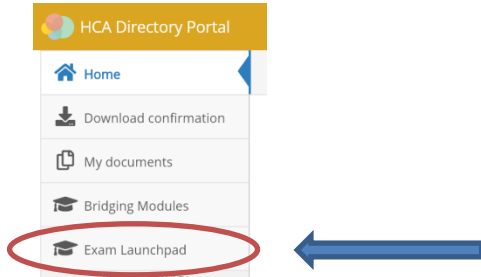 HCA Directory Portal
Home
Download confirmation
My documents
Bridging Modules
Exam Launchpad